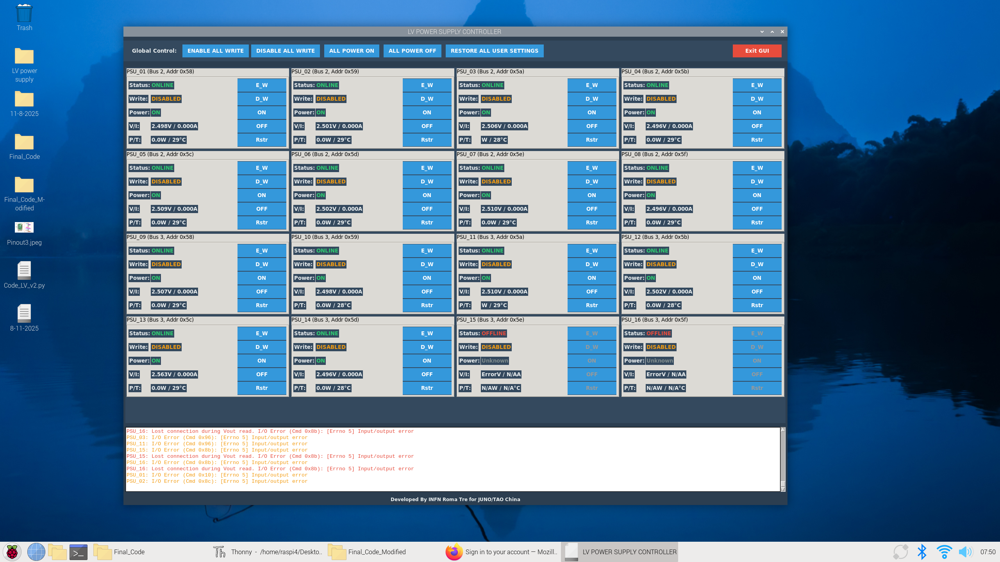 Trash
LV power
supply
11-8-2025
Final_Code
Final_Code_M-
odified
Pinout3.jpeg
Code_LV_v2.py
8-11-2025
LV POWER SUPPLY CONTROLLER
Global Control: ENABLE ALL WRITE DISABLE ALL WRITE ALL POWER ON ALL POWER OFF RESTORE ALL USER SETTINGS Exit GUI
PSU_01 (Bus 2, Addr 0x58)
Status: ONLINE E_W
Write: DISABLED D_W
Power: ON ON
V/I: 2.498V / 0.000A OFF
P/T: 0.0W / 29°C Rstr
PSU_02 (Bus 2, Addr 0x59)
Status: ONLINE E_W
Write: DISABLED D_W
Power: ON ON
V/I: 2.501V / 0.000A OFF
P/T: 0.0W / 29°C Rstr
PSU_03 (Bus 2, Addr 0x5a)
Status: ONLINE E_W
Write: DISABLED D_W
Power: ON ON
V/I: 2.506V / 0.000A OFF
P/T: W / 28°C Rstr
PSU_04 (Bus 2, Addr 0x5b)
Status: ONLINE E_W
Write: DISABLED D_W
Power: ON ON
V/I: 2.496V / 0.000A OFF
P/T: 0.0W / 29°C Rstr
PSU_05 (Bus 2, Addr 0x5c)
Status: ONLINE E_W
Write: DISABLED D_W
Power: ON ON
V/I: 2.509V / 0.000A OFF
P/T: 0.0W / 29°C Rstr
PSU_06 (Bus 2, Addr 0x5d)
Status: ONLINE E_W
Write: DISABLED D_W
Power: ON ON
V/I: 2.502V / 0.000A OFF
P/T: 0.0W / 29°C Rstr
PSU_07 (Bus 2, Addr 0x5e)
Status: ONLINE E_W
Write: DISABLED D_W
Power: ON ON
V/I: 2.510V / 0.000A OFF
P/T: 0.0W / 29°C Rstr
PSU_08 (Bus 2, Addr 0x5f)
Status: ONLINE E_W
Write: DISABLED D_W
Power: ON ON
V/I: 2.496V / 0.000A OFF
P/T: 0.0W / 29°C Rstr
PSU_09 (Bus 3, Addr 0x58)
Status: ONLINE E_W
Write: DISABLED D_W
Power: ON ON
V/I: 2.507V / 0.000A OFF
P/T: 0.0W / 29°C Rstr
PSU_10 (Bus 3, Addr 0x59)
Status: ONLINE E_W
Write: DISABLED D_W
Power: ON ON
V/I: 2.498V / 0.000A OFF
P/T: 0.0W / 28°C Rstr
PSU_11 (Bus 3, Addr 0x5a)
Status: ONLINE E_W
Write: DISABLED D_W
Power: ON ON
V/I: 2.510V / 0.000A OFF
P/T: W / 29°C Rstr
PSU_12 (Bus 3, Addr 0x5b)
Status: ONLINE E_W
Write: DISABLED D_W
Power: ON ON
V/I: 2.502V / 0.000A OFF
P/T: 0.0W / 28°C Rstr
PSU_13 (Bus 3, Addr 0x5c)
Status: ONLINE E_W
Write: DISABLED D_W
Power: ON ON
V/I: 2.563V / 0.000A OFF
P/T: 0.0W / 29°C Rstr
PSU_14 (Bus 3, Addr 0x5d)
Status: ONLINE E_W
Write: DISABLED D_W
Power: ON ON
V/I: 2.496V / 0.000A OFF
P/T: 0.0W / 28°C Rstr
PSU_15 (Bus 3, Addr 0x5e)
Status: OFFLINE E_W
Write: DISABLED D_W
Power: Unknown ON
V/I: ErrorV / N/AA OFF
P/T: N/AW / N/A°C Rstr
PSU_16 (Bus 3, Addr 0x5f)
Status: OFFLINE E_W
Write: DISABLED D_W
Power: Unknown ON
V/I: ErrorV / N/AA OFF
P/T: N/AW / N/A°C Rstr
PSU_16: Lost connection during Vout read. I/O Error (Cmd 0x8b): [Errno 5] Input/output error
PSU_03: I/O Error (Cmd 0x96): [Errno 5] Input/output error
PSU_11: I/O Error (Cmd 0x96): [Errno 5] Input/output error
PSU_15: I/O Error (Cmd 0x8b): [Errno 5] Input/output error
PSU_15: Lost connection during Vout read. I/O Error (Cmd 0x8b): [Errno 5] Input/output error
PSU_16: I/O Error (Cmd 0x8b): [Errno 5] Input/output error
PSU_16: Lost connection during Vout read. I/O Error (Cmd 0x8b): [Errno 5] Input/output error
PSU_01: I/O Error (Cmd 0x10): [Errno 5] Input/output error
PSU_02: I/O Error (Cmd 0x8c): [Errno 5] Input/output error
Developed By INFN Roma Tre for JUNO/TAO China
>_ Final_Code Th Thonny - /home/raspi4/Deskto.. Final_Code_Modified Sign in to your account — Mozill.. LV POWER SUPPLY CONTROLLER 07:50